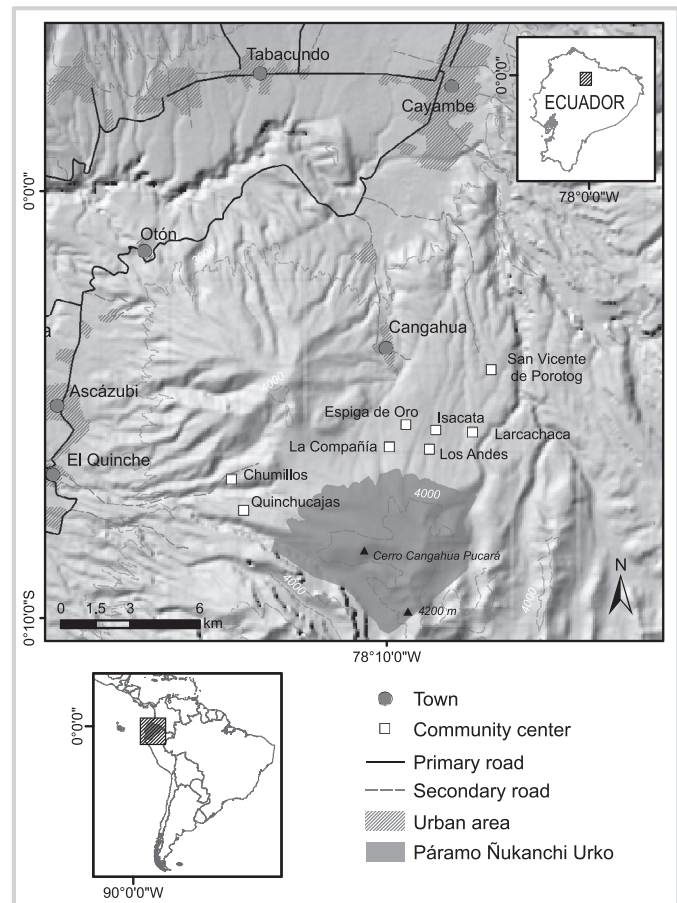 Tabacundo
Cayambe
0°0'0"
ECUADOR
78°0'0"W
0°0'0"
Otón
Cangahua
a
4000
San Vicente
de Porotog
Ascázubi
Espiga de Oro
Isacata
Larcachaca
La Compañía
Los Andes
El Quinche
Chumillos
4000
Quinchucajas
Cerro Cangahua Pucará
4000
4000
N
4200 m
0 1.5 3 6
km
0°10'0"S
78°10'0"W
0°0'0"
90°0'0"W
Town
Community center
Primary road
Secondary road
Urban area
Páramo Ñukanchi Urko